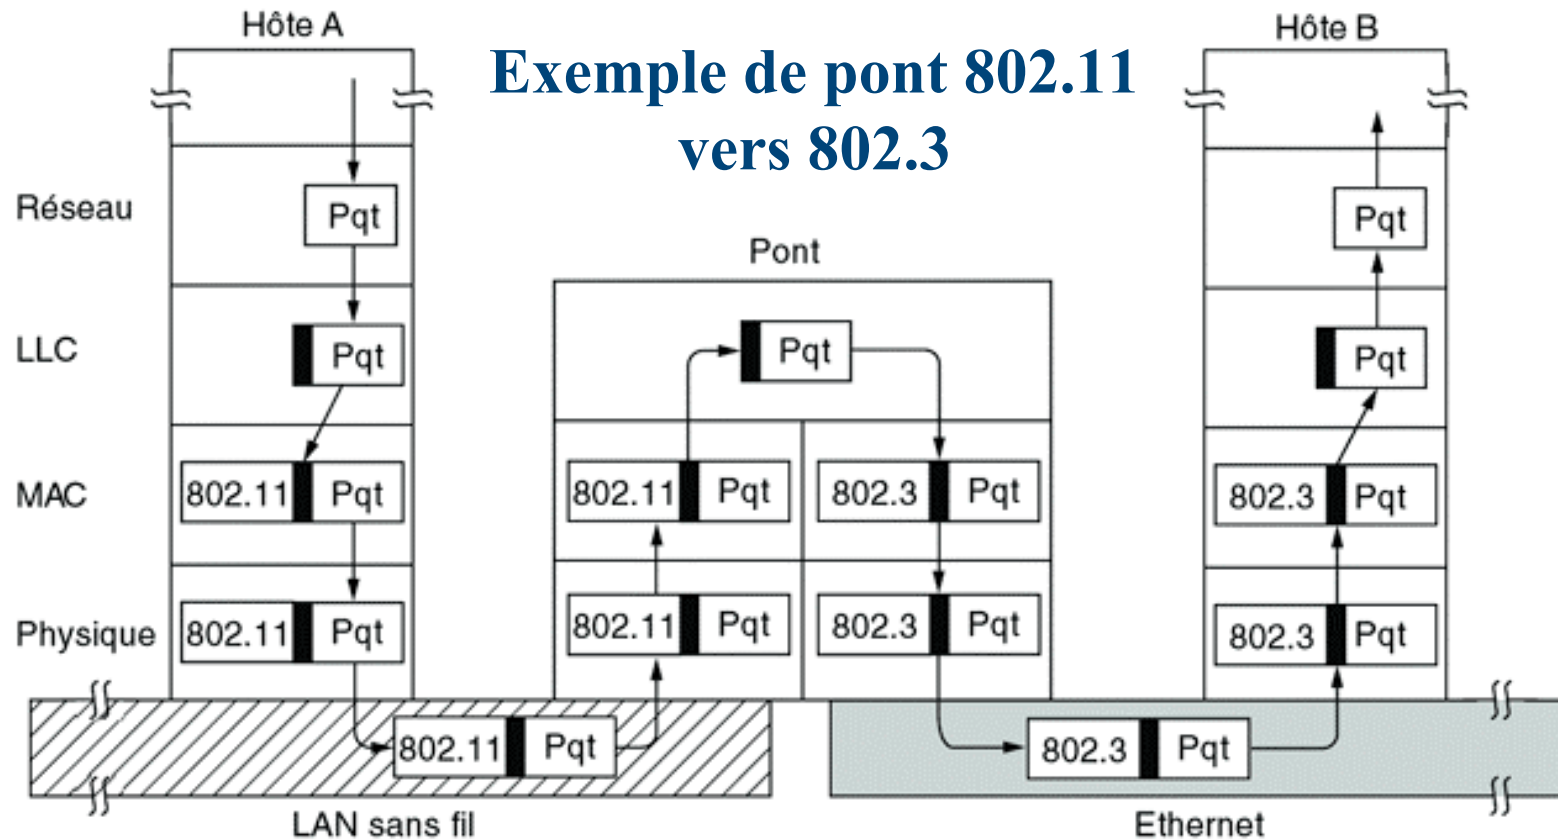 Hôte A
Exemple de pont 802.11
vers 802.3
Hôte B
Réseau
Pqt
Pqt
Pont
LLC
Pqt
Pqt
Pqt
MAC
802.11 Pqt
802.11 Pqt
802.3 Pqt
802.3 Pqt
Physique
802.11 Pqt
802.11 Pqt
802.3 Pqt
802.3 Pqt
802.11 Pqt
802.3 Pqt
LAN sans fil
Ethernet